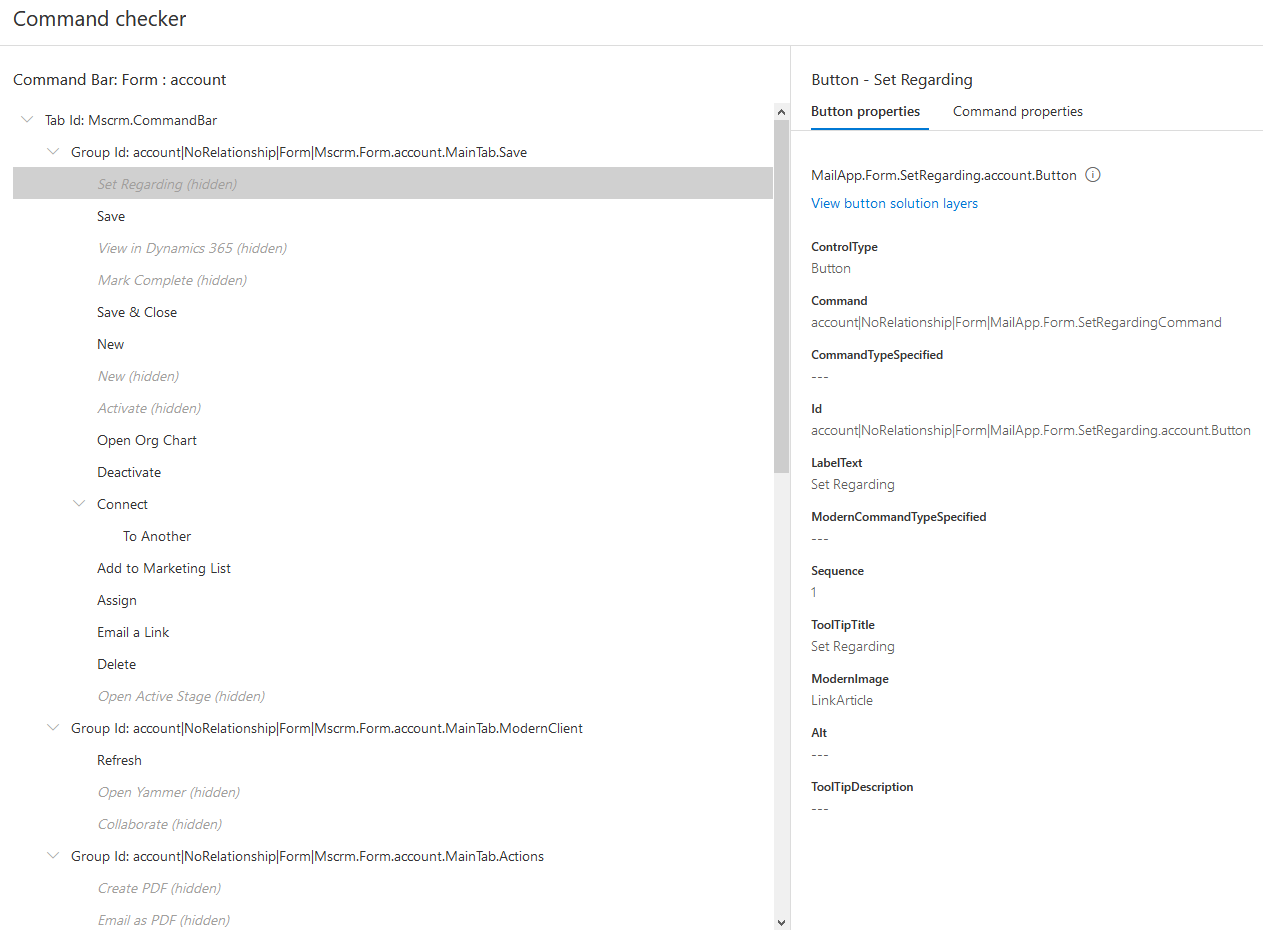 Command checker
Command Bar: Form : account
Tab Id: Mscrm.CommandBar
Group Id: account|NoRelationship|Form|Mscrm.Form.account.MainTab.Save
Set Regarding (hidden)
Save
View in Dynamics 365 (hidden)
Mark Complete (hidden)
Save & Close
New
New (hidden)
Activate (hidden)
Open Org Chart
Deactivate
Connect
To Another
Add to Marketing List
Assign
Email a Link
Delete
Open Active Stage (hidden)
Group Id: account|NoRelationship|Form|Mscrm.Form.account.MainTab.ModernClient
Refresh
Open Yammer (hidden)
Collaborate (hidden)
Group Id: account|NoRelationship|Form|Mscrm.Form.account.MainTab.Actions
Create PDF (hidden)
Email as PDF (hidden)
Button - Set Regarding
Button properties Command properties
MailApp.Form.SetRegarding.account.Button
View button solution layers
ControlType
Button
Command
account|NoRelationship|Form|MailApp.Form.SetRegardingCommand
CommandTypeSpecified
---
Id
account|NoRelationship|Form|MailApp.Form.SetRegarding.account.Button
LabelText
Set Regarding
ModernCommandTypeSpecified
---
Sequence
1
ToolTipTitle
Set Regarding
ModernImage
LinkArticle
Alt
---
ToolTipDescription
---